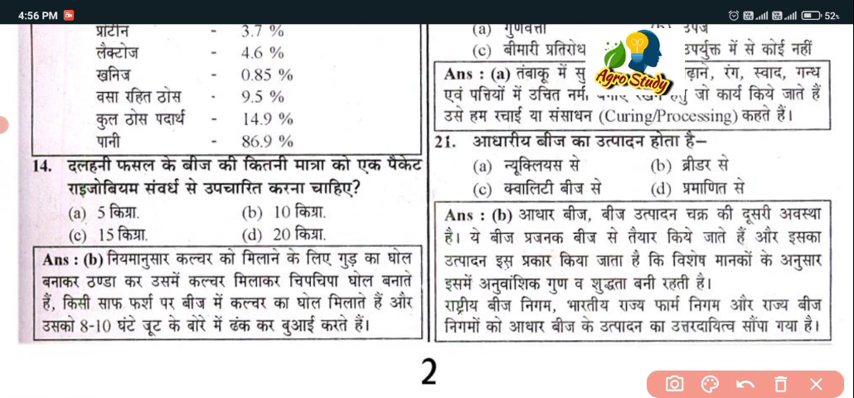 4:56 PM
52%
प्रोटीन - 3.7 %
लैक्टोज - 4.6 %
खनिज - 0.85 %
वसा रहित ठोस - 9.5 %
कुल ठोस पदार्थ - 14.9 %
पानी - 86.9 %
14. दलहनी फसल के बीज की कितनी मात्रा को एक पैकेट
राइजोबियम संवर्ध से उपचारित करना चाहिए?
(a) 5 किग्रा. (b) 10 किग्रा.
(c) 15 किग्रा. (d) 20 किग्रा.
Ans : (b) नियमानुसार कल्चर को मिलाने के लिए गुड़ का घोल
बनाकर ठण्डा कर उसमें कल्चर मिलाकर चिपचिपा घोल बनाते
हैं, किसी साफ फर्श पर बीज में कल्चर का घोल मिलाते हैं और
उसको 8-10 घंटे जूट के बोरे में ढंक कर बुआई करते हैं।
(a) गुणवत्ता उपज
(c) बीमारी प्रतिरोध उपर्युक्त में से कोई नहीं
Agro Study
Ans : (a) तंबाकू में रंग, स्वाद, गन्ध
एवं पत्तियों में उचित जो कार्य किये जाते हैं
उसे हम रचाई या संसाधन (Curing/Processing) कहते हैं।
21. आधारीय बीज का उत्पादन होता है–
(a) न्यूक्लियस से (b) ब्रीडर से
(c) क्वालिटी बीज से (d) प्रमाणित से
Ans : (b) आधार बीज, बीज उत्पादन चक्र की दूसरी अवस्था
है। ये बीज प्रजनक बीज से तैयार किये जाते हैं और इसका
उत्पादन इस प्रकार किया जाता है कि विशेष मानकों के अनुसार
इसमें अनुवांशिक गुण व शुद्धता बनी रहती है।
राष्ट्रीय बीज निगम, भारतीय राज्य फार्म निगम और राज्य बीज
निगमों को आधार बीज के उत्पादन का उत्तरदायित्व सौंपा गया है।
2